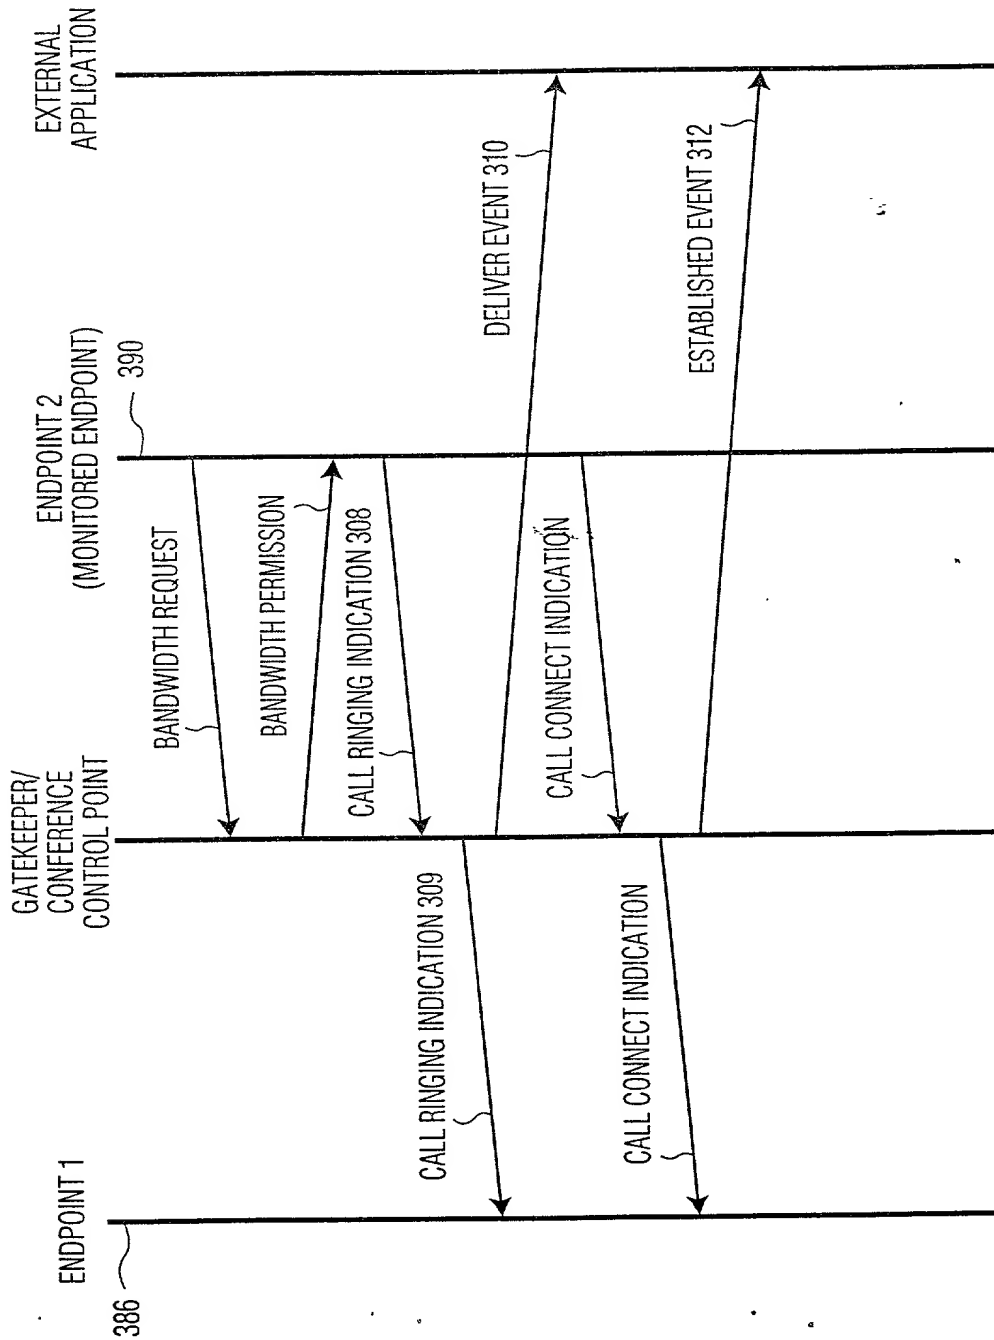 ENDPOINT 1
386
GATEKEEPER/
CONFERENCE
CONTROL POINT
ENDPOINT 2
(MONITORED ENDPOINT)
390
EXTERNAL
APPLICATION
BANDWIDTH REQUEST
BANDWIDTH PERMISSION
CALL RINGING INDICATION 308
CALL RINGING INDICATION 309
DELIVER EVENT 310
CALL CONNECT INDICATION
CALL CONNECT INDICATION
ESTABLISHED EVENT 312